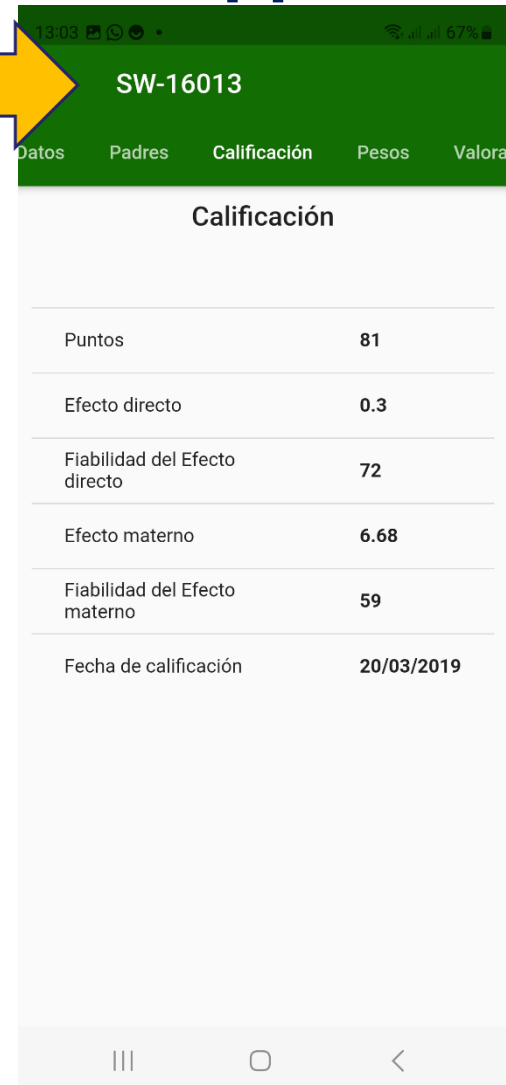 13:03 67%
SW-16013
Datos Padres Calificación Pesos Valora
Calificación
Puntos 81
Efecto directo 0.3
Fiabilidad del Efecto
directo 72
Efecto materno 6.68
Fiabilidad del Efecto
materno 59
Fecha de calificación 20/03/2019